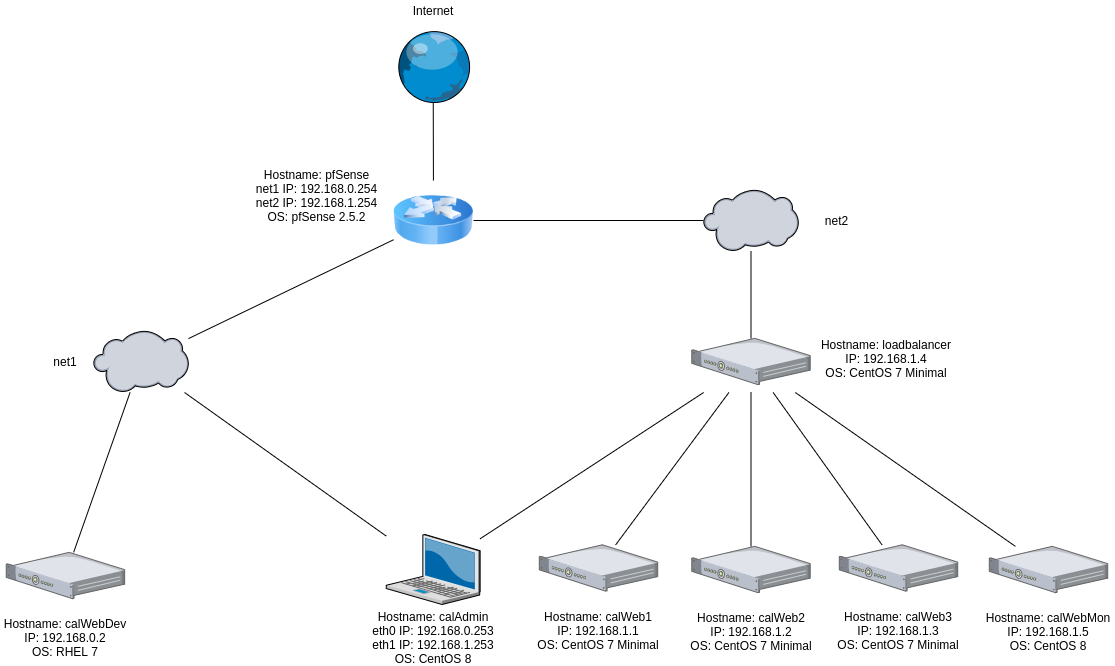 Internet
Hostname: pfSense
net1 IP: 192.168.0.254
net2 IP: 192.168.1.254
OS: pfSense 2.5.2
net2
net1
Hostname: loadbalancer
IP: 192.168.1.4
OS: CentOS 7 Minimal
Hostname: calWebDev
IP: 192.168.0.2
OS: RHEL 7
Hostname: calAdmin
eth0 IP: 192.168.0.253
eth1 IP: 192.168.1.253
OS: CentOS 8
Hostname: calWeb1
IP: 192.168.1.1
OS: CentOS 7 Minimal
Hostname: calWeb2
IP: 192.168.1.2
OS: CentOS 7 Minimal
Hostname: calWeb3
IP: 192.168.1.3
OS: CentOS 7 Minimal
Hostname: calWebMon
IP: 192.168.1.5
OS: CentOS 8